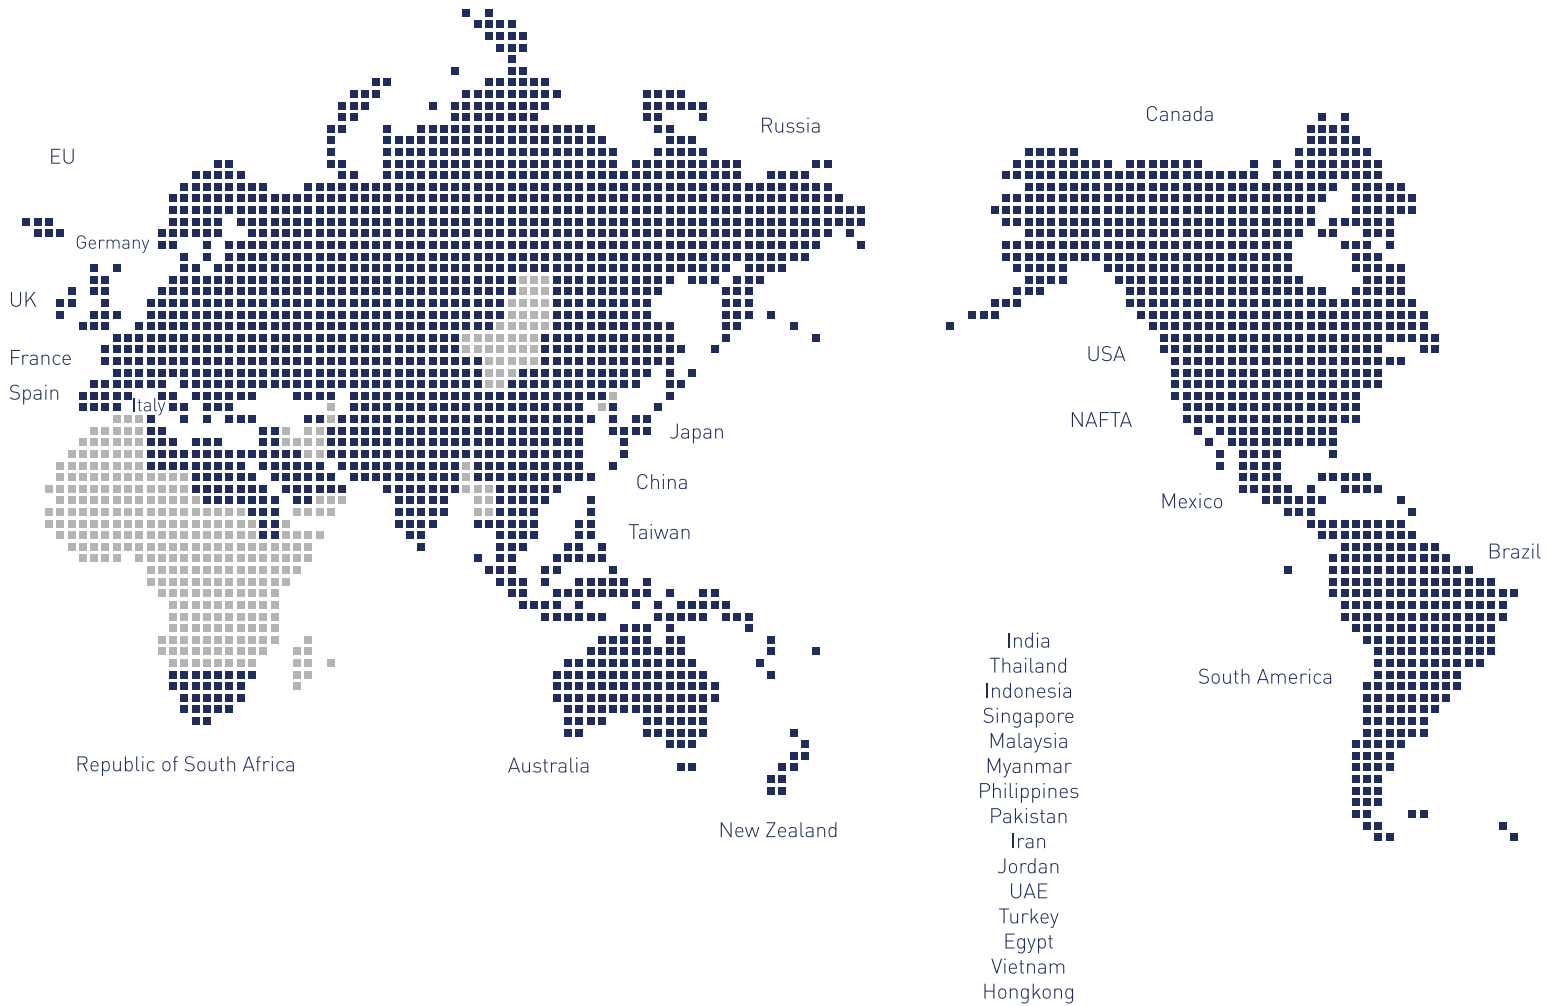 Canada
Russia
EU
Germany
UK
France
Spain
Italy
USA
NAFTA
Japan
China
Mexico
Taiwan
Brazil
South America
Republic of South Africa
Australia
New Zealand
India
Thailand
Indonesia
Singapore
Malaysia
Myanmar
Philippines
Pakistan
Iran
Jordan
UAE
Turkey
Egypt
Vietnam
Hongkong